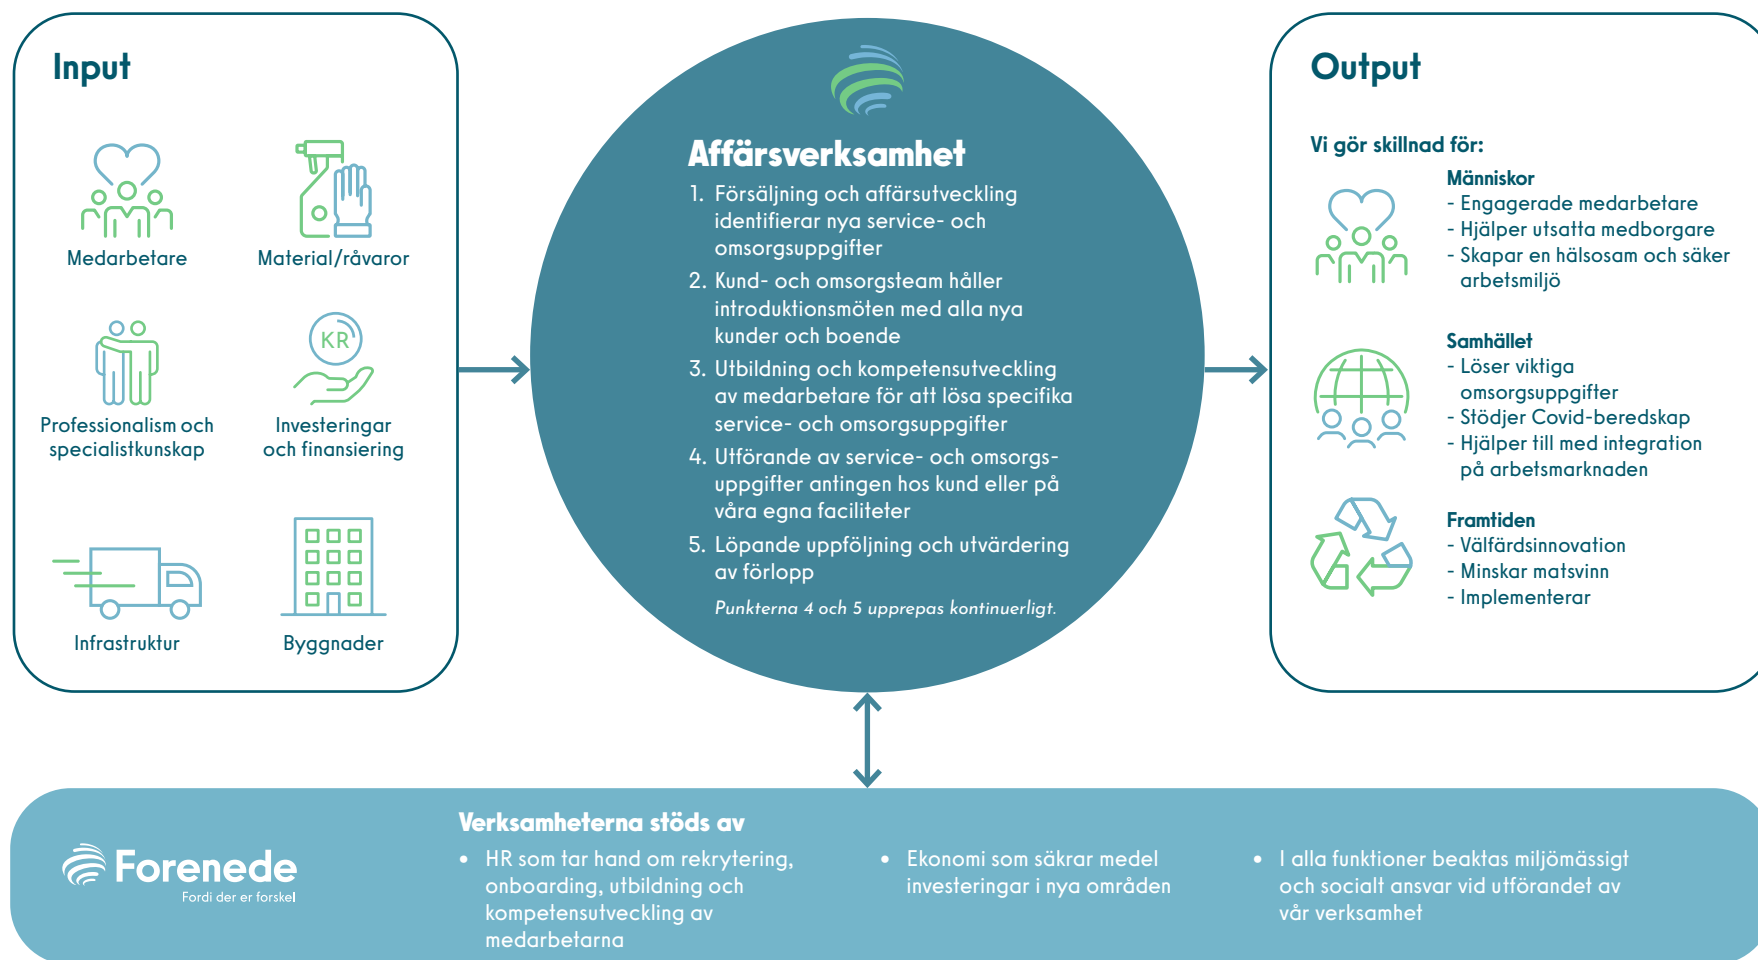 Input
Medarbetare
Material/råvaror
Professionalism och
specialistkunskap
KR
Investeringar
och finansiering
Infrastruktur
Byggnader
Affärsverksamhet
1. Försäljning och affärsutveckling
identifierar nya service- och
omsorgsuppgifter
2. Kund- och omsorgsteam håller
introduktionsmöten med alla nya
kunder och boende
3. Utbildning och kompetensutveckling
av medarbetare för att lösa specifika
service- och omsorgsuppgifter
4. Utförande av service- och omsorgs-
uppgifter antingen hos kund eller på
våra egna faciliteter
5. Löpande uppföljning och utvärdering
av förlopp
Punkterna 4 och 5 upprepas kontinuerligt.
Output
Vi gör skillnad för:
Människor
- Engagerade medarbetare
- Hjälper utsatta medborgare
- Skapar en hälsosam och säker
arbetsmiljö
Samhället
- Löser viktiga
omsorgsuppgifter
- Stödjer Covid-beredskap
- Hjälper till med integration
på arbetsmarknaden
Framtiden
- Välfärdsinnovation
- Minskar matsvinn
- Implementerar
Forenede
Fordi der er forskel
Verksamheterna stöds av
• HR som tar hand om rekrytering,
onboarding, utbildning och
kompetensutveckling av
medarbetarna
• Ekonomi som säkrar medel
investeringar i nya områden
• I alla funktioner beaktas miljömässigt
och socialt ansvar vid utförandet av
vår verksamhet